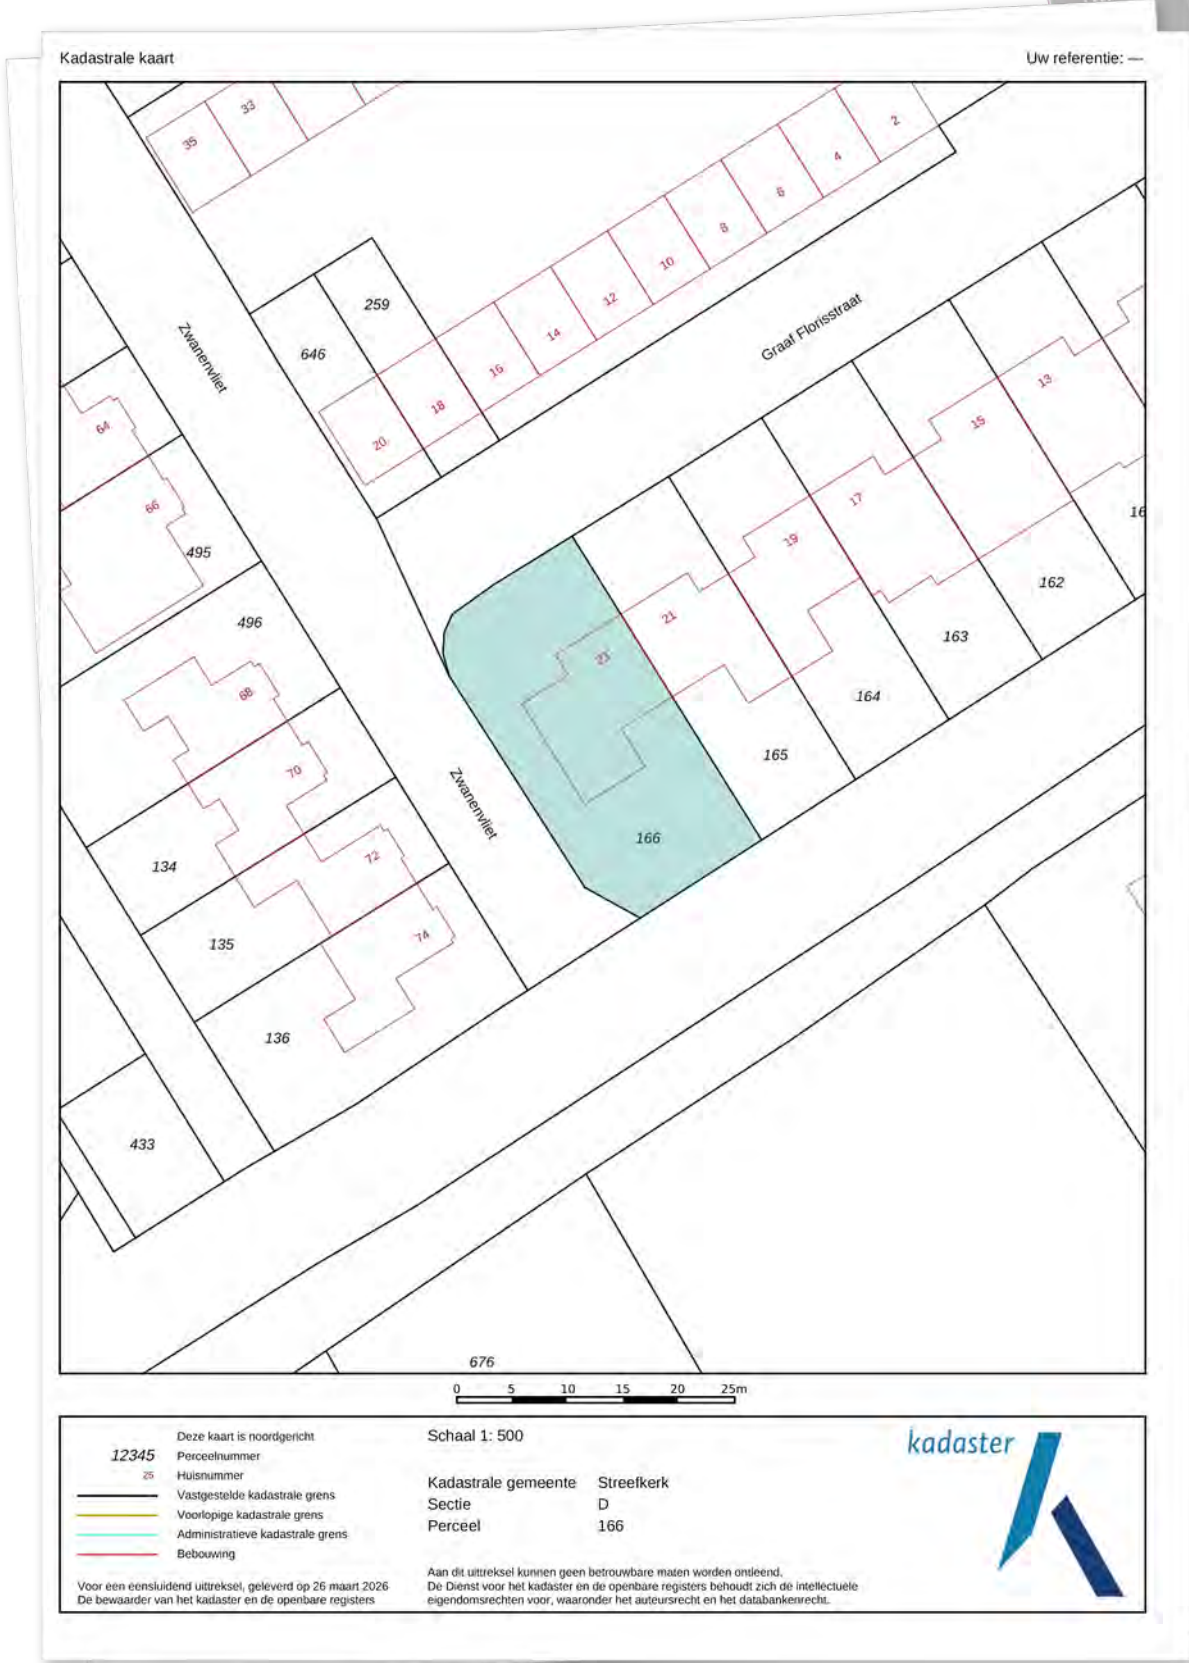 Kadastrale kaart
Uw referentie: —
33
35
2
4
6
8
10
12
14
16
18
20
259
646
Zwanenvliet
Graaf Florisstraat
64
66
495
496
68
70
72
74
134
135
136
433
13
15
17
19
21
23
16
162
163
164
165
166
Zwanenvliet
676
0 5 10 15 20 25m
Deze kaart is noordgericht
12345 Perceelnummer
25 Huisnummer
Vastgestelde kadastrale grens
Voorlopige kadastrale grens
Administratieve kadastrale grens
Bebouwing
Voor een eensluidend uittreksel, geleverd op 26 maart 2026
De bewaarder van het kadaster en de openbare registers
Schaal 1: 500
Kadastrale gemeente Streefkerk
Sectie D
Perceel 166
Aan dit uittreksel kunnen geen betrouwbare maten worden ontleend.
De Dienst voor het kadaster en de openbare registers behoudt zich de intellectuele
eigendomsrechten voor, waaronder het auteursrecht en het databankenrecht.
kadaster